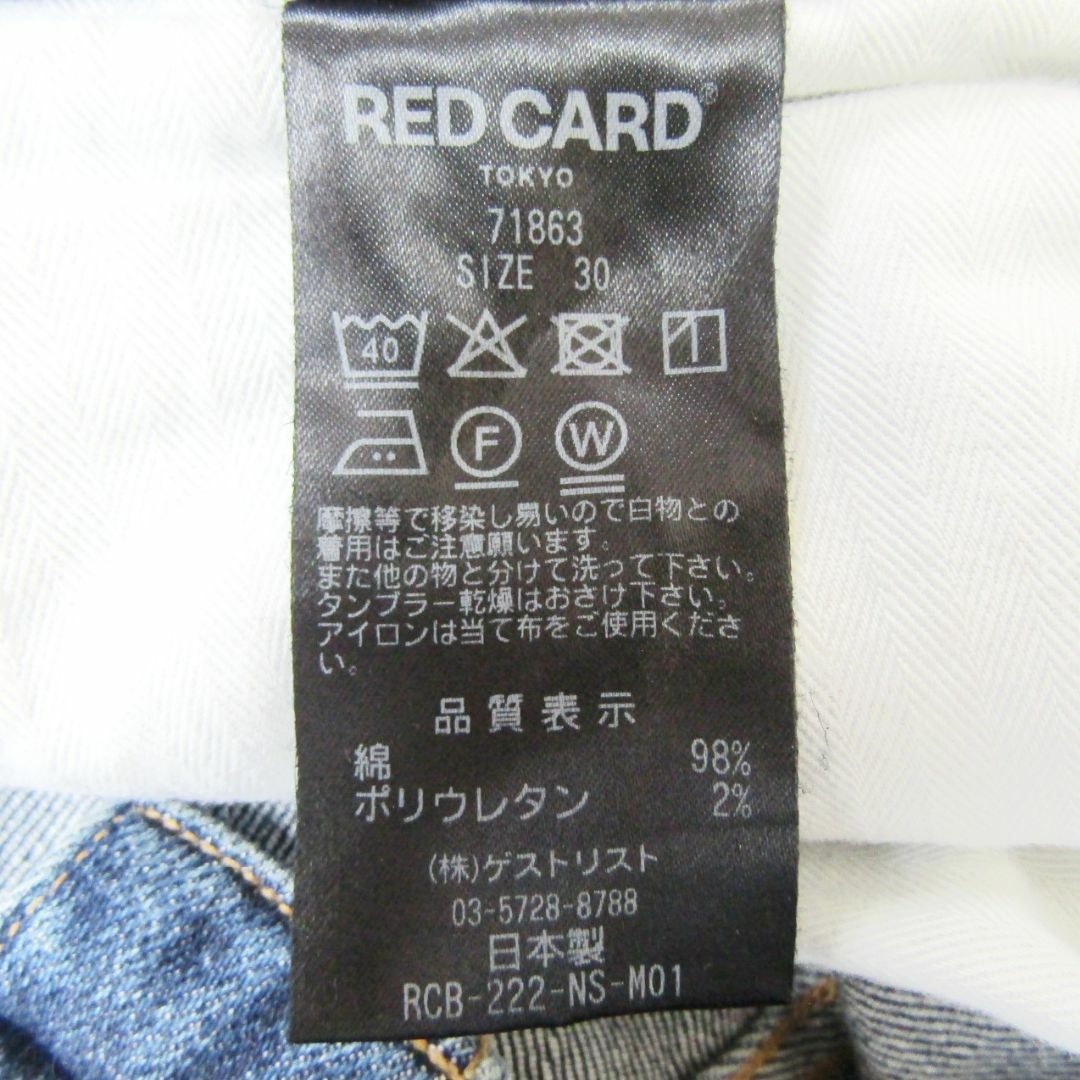 RED CARD®
TOKYO
71863
SIZE 30
40
F W
摩擦等で移染し易いので白物との
着用はご注意願います。
また他の物と分けて洗って下さい。
タンブラー乾燥はおさけ下さい。
アイロンは当て布をご使用くださ
い。
品質表示
綿 98%
ポリウレタン 2%
(株)ゲストリスト
03-5728-8788
日本製
RCB-222-NS-M01